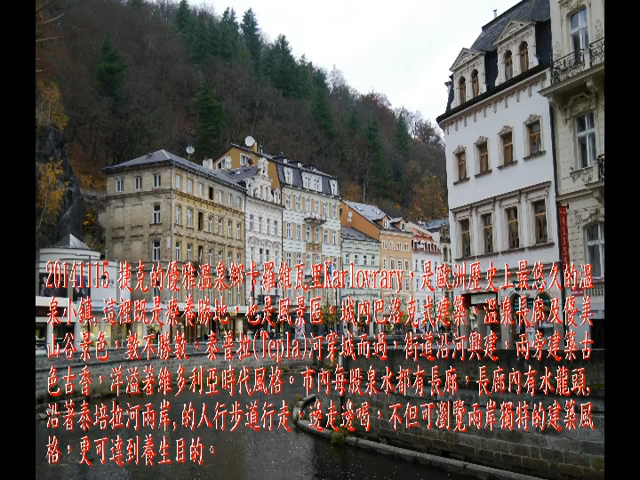 20141115.捷克的優雅溫泉鄉卡羅維瓦里Karlovrary，是歐洲歷史上最悠久的溫
泉小鎮.這裡既是療養勝地，也是風景區，城內巴洛克式建築、溫泉長廊及優美
山谷景色，數不勝數。泰普拉(Tepla)河穿城而過，街道沿河興建，兩旁建築古
色古香，洋溢著維多利亞時代風格。市內每股泉水都有長廊，長廊內有水龍頭,
沿著泰培拉河兩岸,的人行步道行走，邊走邊喝，不但可瀏覽兩岸獨特的建築風
格，更可達到養生目的。